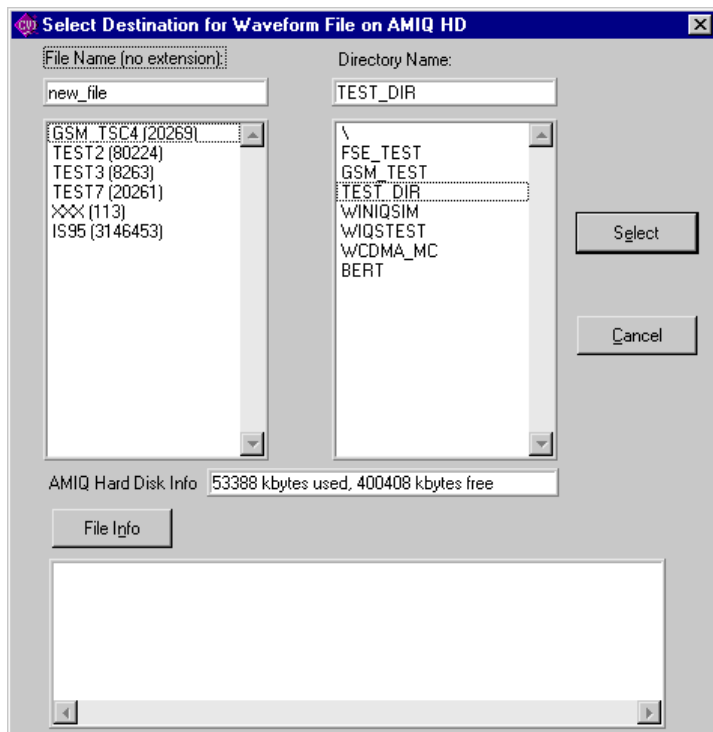 CVI Select Destination for Waveform File on AMIQ HD
File Name (no extension):
Directory Name:
new_file
TEST_DIR
GSM_TSC4 (20269)
TEST2 (80224)
TEST3 (8263)
TEST7 (20261)
XXX (113)
IS95 (3146453)
\
FSE_TEST
GSM_TEST
TEST_DIR
WINIQSIM
WIQSTEST
WCDMA_MC
BERT
Select
Cancel
AMIQ Hard Disk Info 53388 kbytes used, 400408 kbytes free
File Info